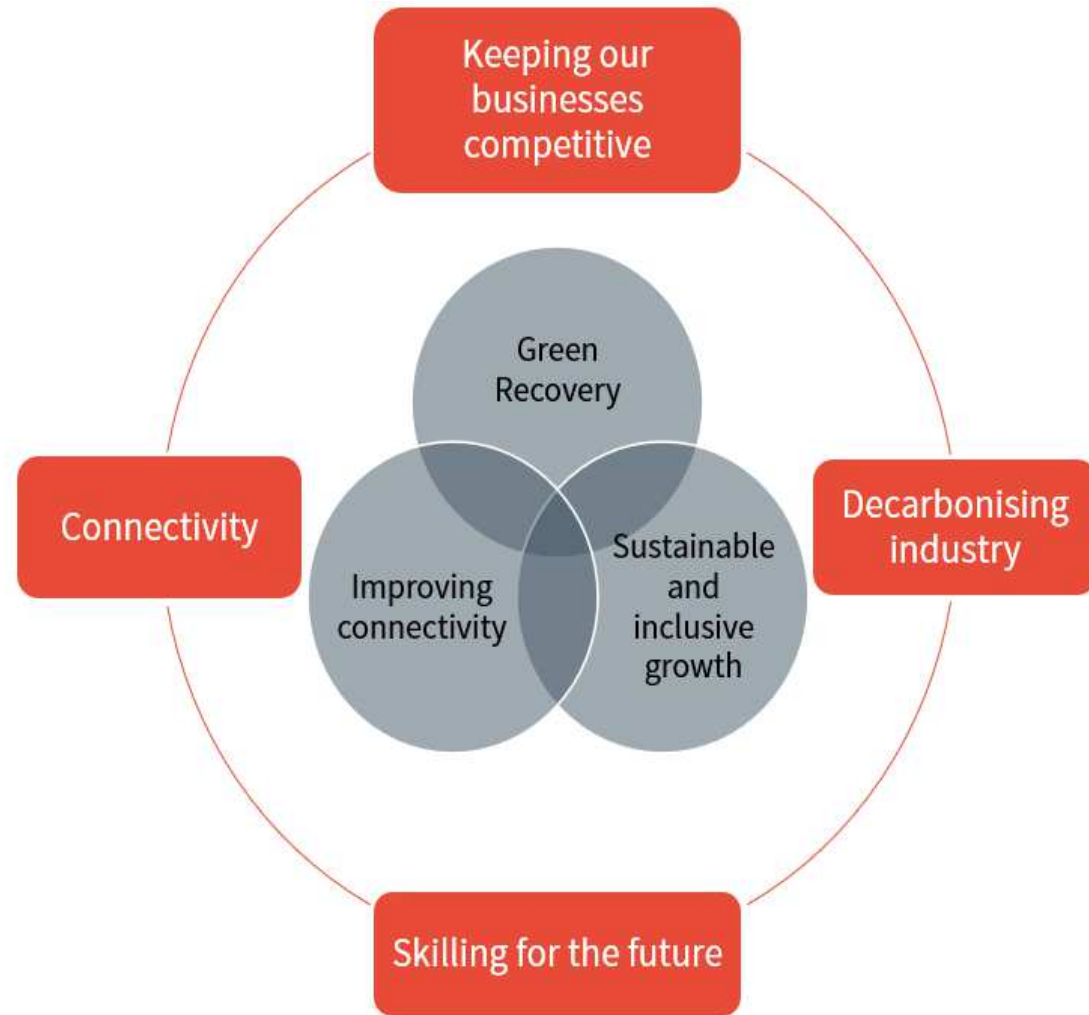 Keeping our
businesses
competitive
Green
Recovery
Connectivity
Decarbonising
industry
Improving
connectivity
Sustainable
and
inclusive
growth
Skilling for the future